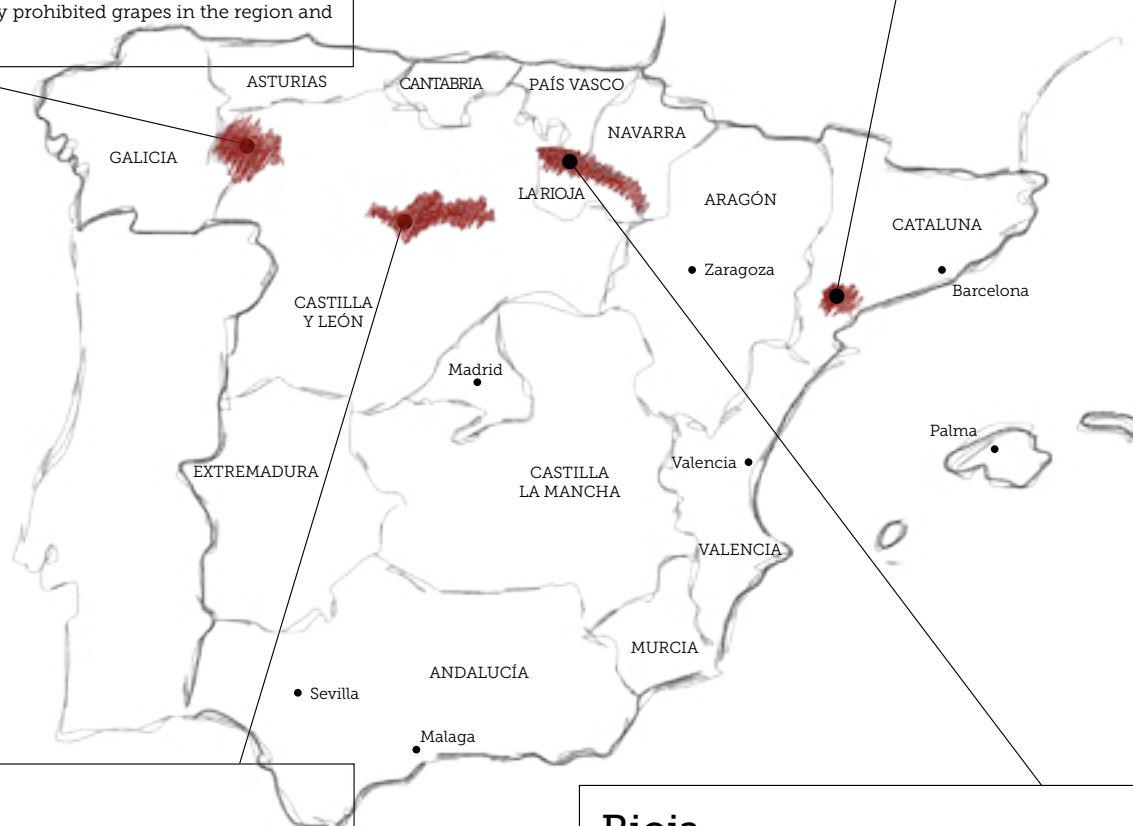 y prohibited grapes in the region and
ASTURIAS
CANTABRIA
PAÍS VASCO
NAVARRA
GALICIA
LA RIOJA
ARAGÓN
CATALUNA
Zaragoza
Barcelona
CASTILLA
Y LEÓN
Madrid
Palma
Valencia
EXTREMADURA
CASTILLA
LA MANCHA
VALENCIA
MURCIA
ANDALUCÍA
Sevilla
Malaga
Rioja